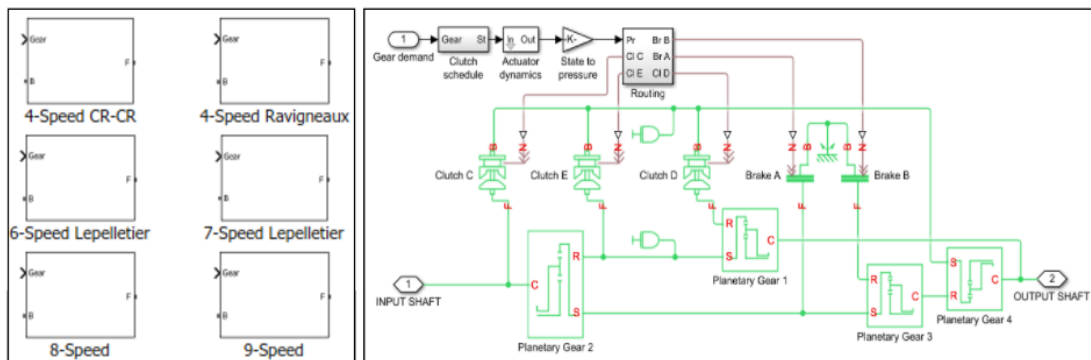 Gear
B
F
4-Speed CR-CR
Gear
B
F
4-Speed Ravigneaux
Gear
B
F
6-Speed Lepelletier
Gear
B
F
7-Speed Lepelletier
Gear
B
F
8-Speed
Gear
B
F
9-Speed
1
Gear demand
Gear St
Clutch schedule
In Out
Actuator dynamics
K-
State to pressure
Pr Br B
Cl C Br A
Cl E Cl D
Routing
B N
Clutch C
F
B N
Clutch E
F
B N
Clutch D
F
N B
Brake A
F
B N
Brake B
F
1
INPUT SHAFT
C R S
Planetary Gear 2
R S C
Planetary Gear 1
R S C
Planetary Gear 3
S R C
Planetary Gear 4
2
OUTPUT SHAFT